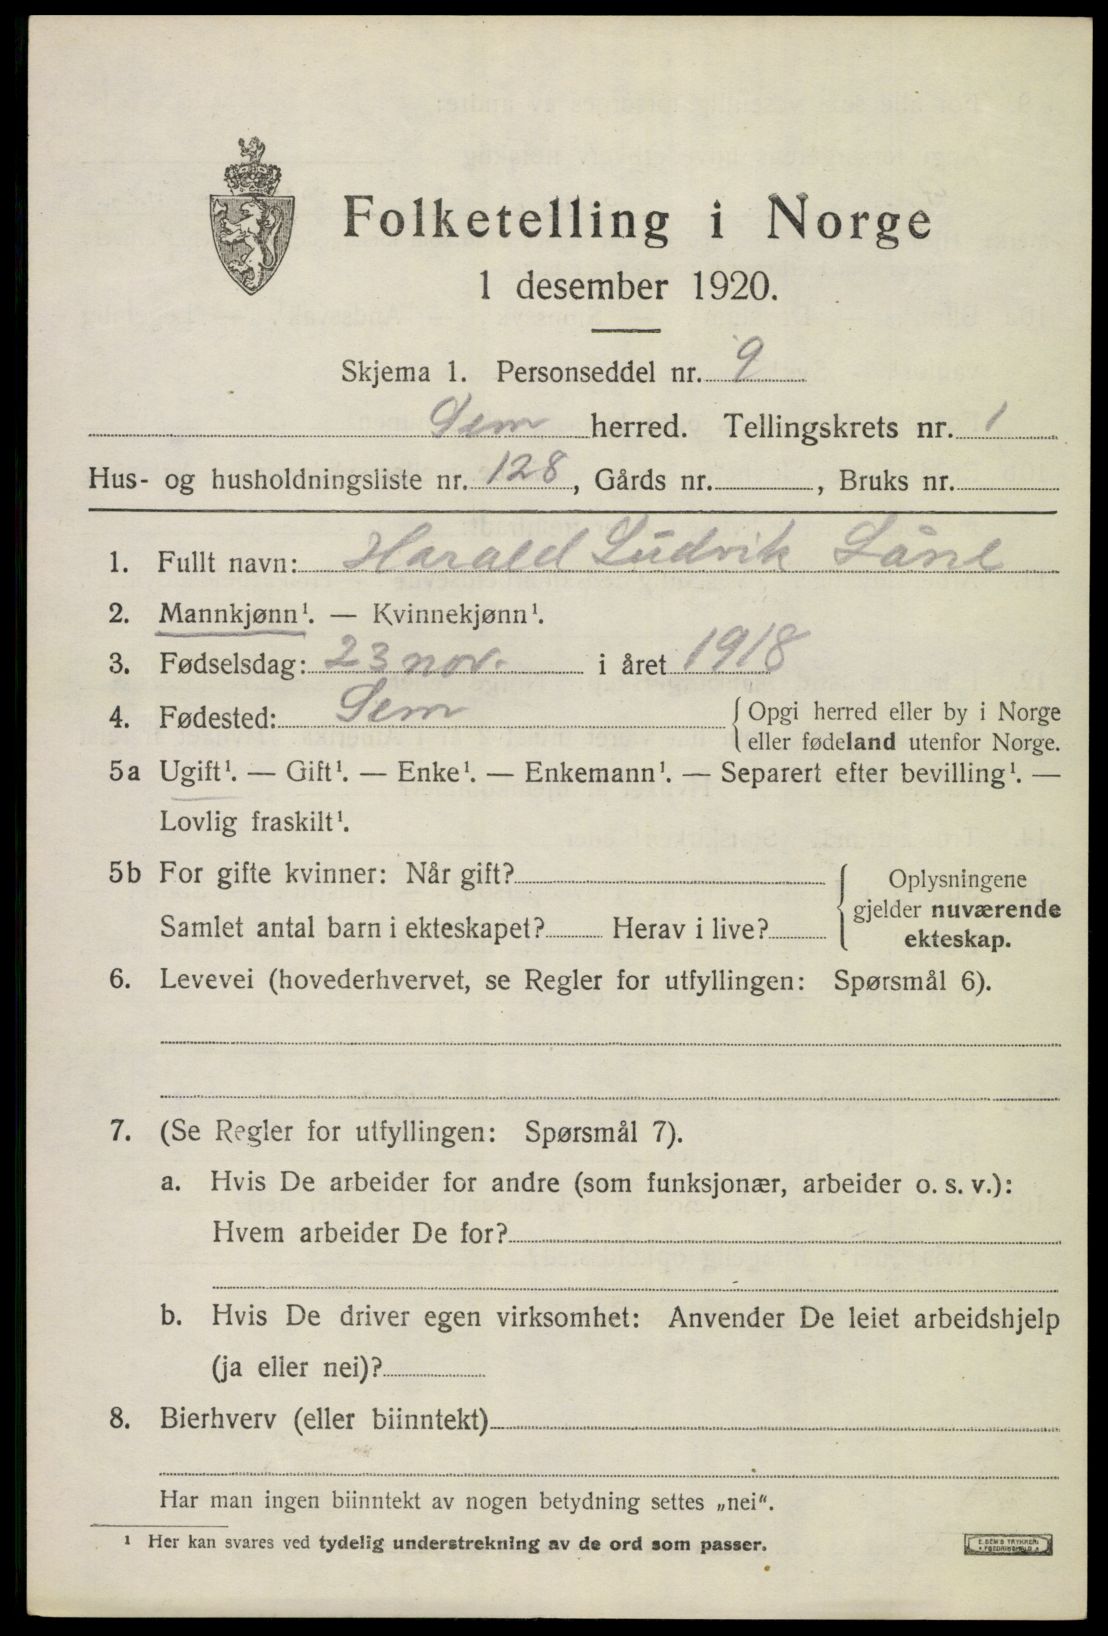 Folketelling i Norge
1 desember 1920.
Skjema 1. Personseddel nr. 9
Sem herred. Tellingskrets nr. 1
Hus- og husholdningsliste nr. 128, Gårds nr. , Bruks nr.
1. Fullt navn: Harald Ludvik
2. Mannkjønn¹. — Kvinnekjønn¹.
3. Fødselsdag: 23 nov. i året 1918
4. Fødested: Sem {Opgi herred eller by i Norge
eller fødeland utenfor Norge.
5a Ugift¹. — Gift¹. — Enke¹. — Enkemann¹. — Separert efter bevilling¹. —
Lovlig fraskilt¹.
5b For gifte kvinner: Når gift?
Samlet antal barn i ekteskapet? Herav i live?
Oplysningene
gjelder nuværende
ekteskap.
6. Levevei (hovederhvervet, se Regler for utfyllingen: Spørsmål 6).
7. (Se Regler for utfyllingen: Spørsmål 7).
a. Hvis De arbeider for andre (som funksjonær, arbeider o. s. v.):
Hvem arbeider De for?
b. Hvis De driver egen virksomhet: Anvender De leiet arbeidshjelp
(ja eller nei)?
8. Bierhverv (eller biinntekt)
Har man ingen biinntekt av nogen betydning settes „nei".
¹ Her kan svares ved tydelig understrekning av de ord som passer.
E. SEM'S TRYKKERI
FREDRIKSHALD